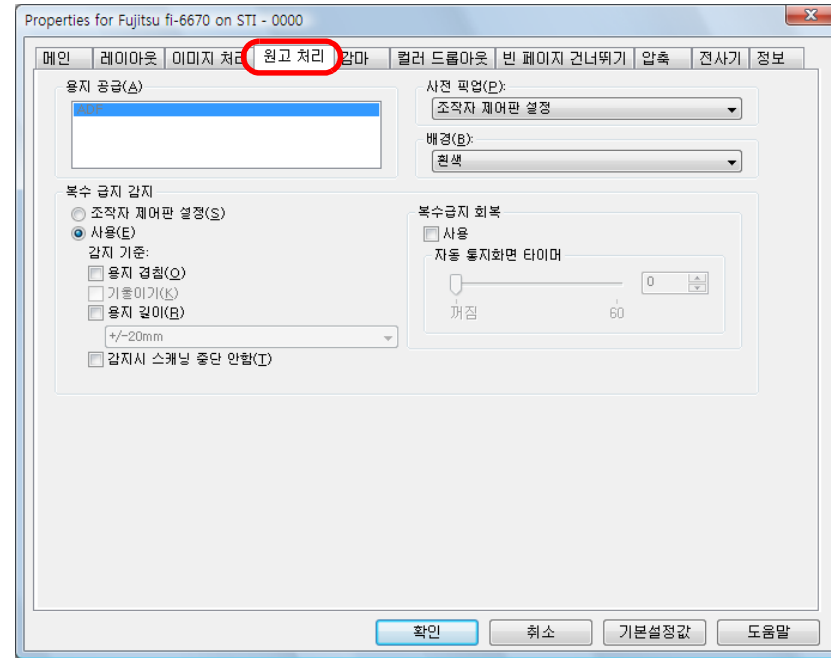 Properties for Fujitsu fi-6670 on STI - 0000
메인 레이아웃 이미지 처리 원고 처리 감마 컬러 드롭아웃 빈 페이지 건너뛰기 압축 전사기 정보
용지 공급(A)
ADF
사전 픽업(P):
조작자 제어판 설정
배경(B):
흰색
복수 급지 감지
조작자 제어판 설정(S)
사용(E)
감지 기준:
용지 겹침(O)
기울이기(K)
용지 길이(R)
+/-20mm
감지시 스캐닝 중단 안함(T)
복수급지 회복
사용
자동 통지화면 타이머
0
꺼짐 60
확인 취소 기본설정값 도움말